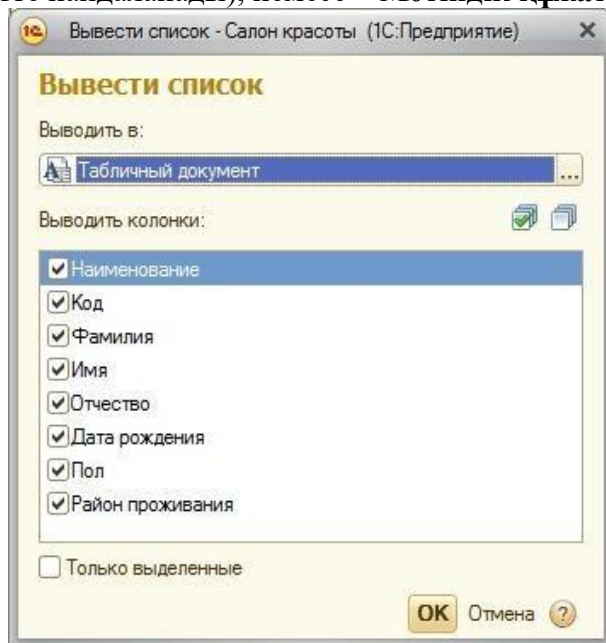 Вывести список - Салон красоты (1С:Предприятие)
Вывести список
Выводить в:
Табличный документ
...
Выводить колонки:
Наименование
Код
Фамилия
Имя
Отчество
Дата рождения
Пол
Район проживания
Только выделенные
OK Отмена ?